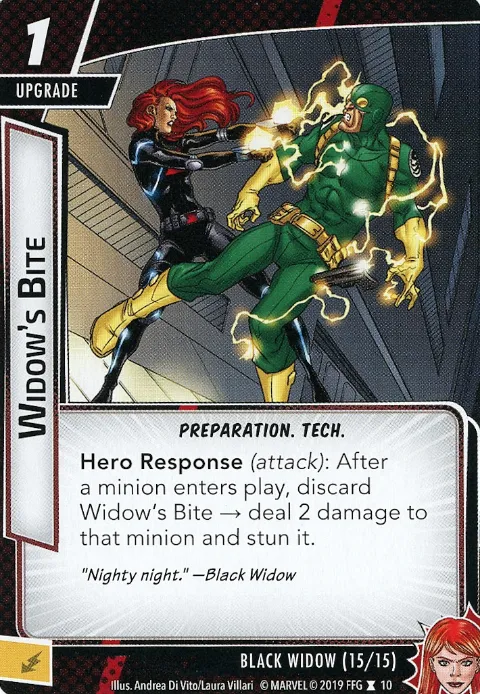 1
UPGRADE
WIDOW'S BITE
PREPARATION. TECH.
Hero Response (attack): After
a minion enters play, discard
Widow's Bite → deal 2 damage to
that minion and stun it.
"Nighty night." —Black Widow
BLACK WIDOW (15/15)
Illus. Andrea Di Vito/Laura Villari © MARVEL © 2019 FFG 10